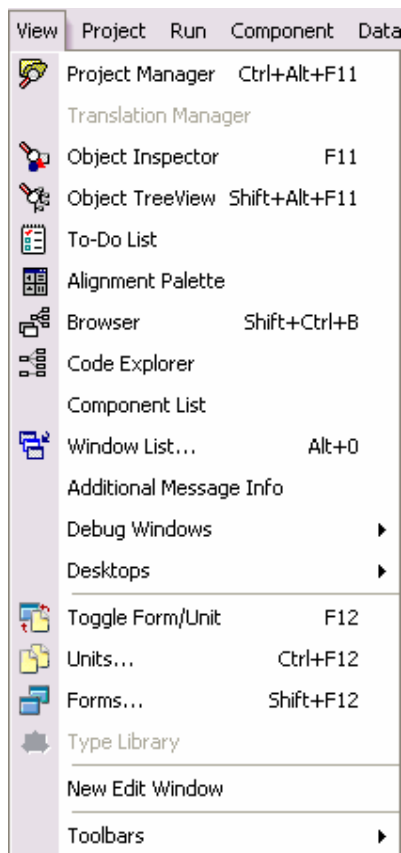 View Project Run Component Data
Project Manager Ctrl+Alt+F11
Translation Manager
Object Inspector F11
Object TreeView Shift+Alt+F11
To-Do List
Alignment Palette
Browser Shift+Ctrl+B
Code Explorer
Component List
Window List... Alt+0
Additional Message Info
Debug Windows
Desktops
Toggle Form/Unit F12
Units... Ctrl+F12
Forms... Shift+F12
Type Library
New Edit Window
Toolbars